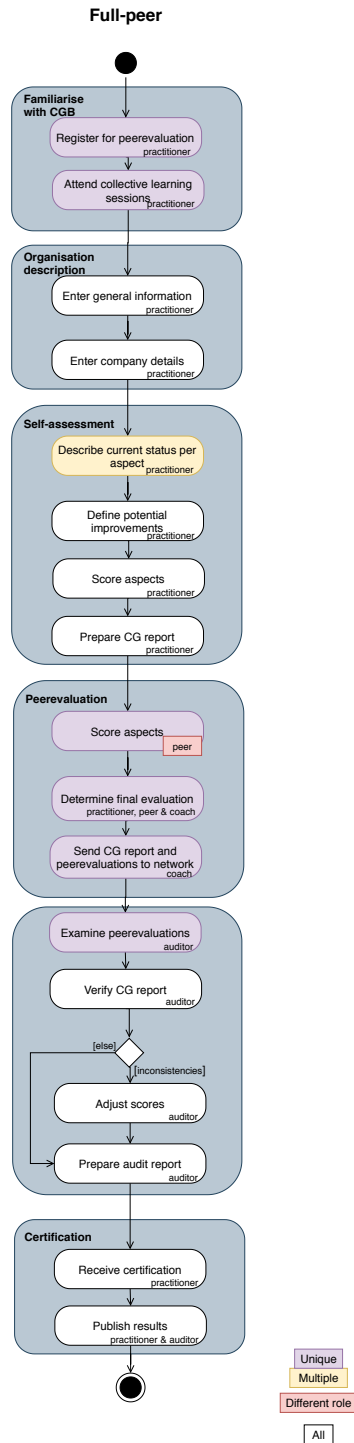 Full-peer
Familiarise
with CGB
Register for peerevaluation
practitioner
Attend collective learning
sessions
practitioner
Organisation
description
Enter general information
practitioner
Enter company details
practitioner
Self-assessment
Describe current status per
aspect
practitioner
Define potential
improvements
practitioner
Score aspects
practitioner
Prepare CG report
practitioner
Peerevaluation
Score aspects
peer
Determine final evaluation
practitioner, peer & coach
Send CG report and
peerevaluations to network
coach
Examine peerevaluations
auditor
Verify CG report
auditor
[else]
[inconsistencies]
Adjust scores
auditor
Prepare audit report
auditor
Certification
Receive certification
practitioner
Publish results
practitioner & auditor
Unique
Multiple
Different role
All